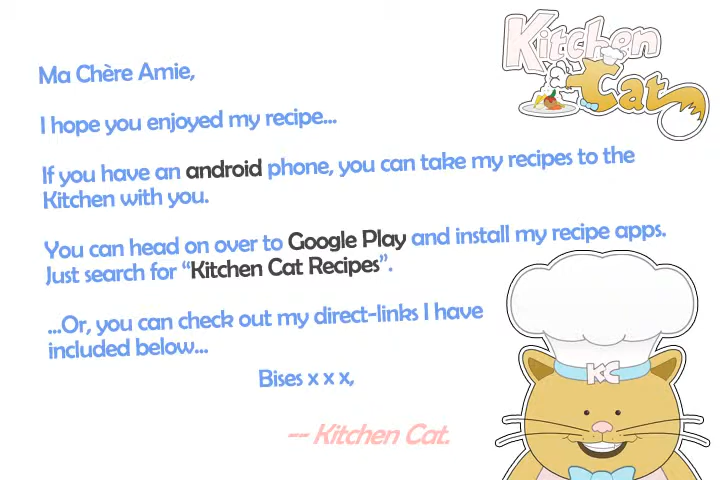 Kitchen
Cat
Ma Chère Amie,
I hope you enjoyed my recipe...
If you have an android phone, you can take my recipes to the
Kitchen with you.
You can head on over to Google Play and install my recipe apps.
Just search for “Kitchen Cat Recipes”.
...Or, you can check out my direct-links I have
included below...
Bises x x x,
-- Kitchen Cat.
KC